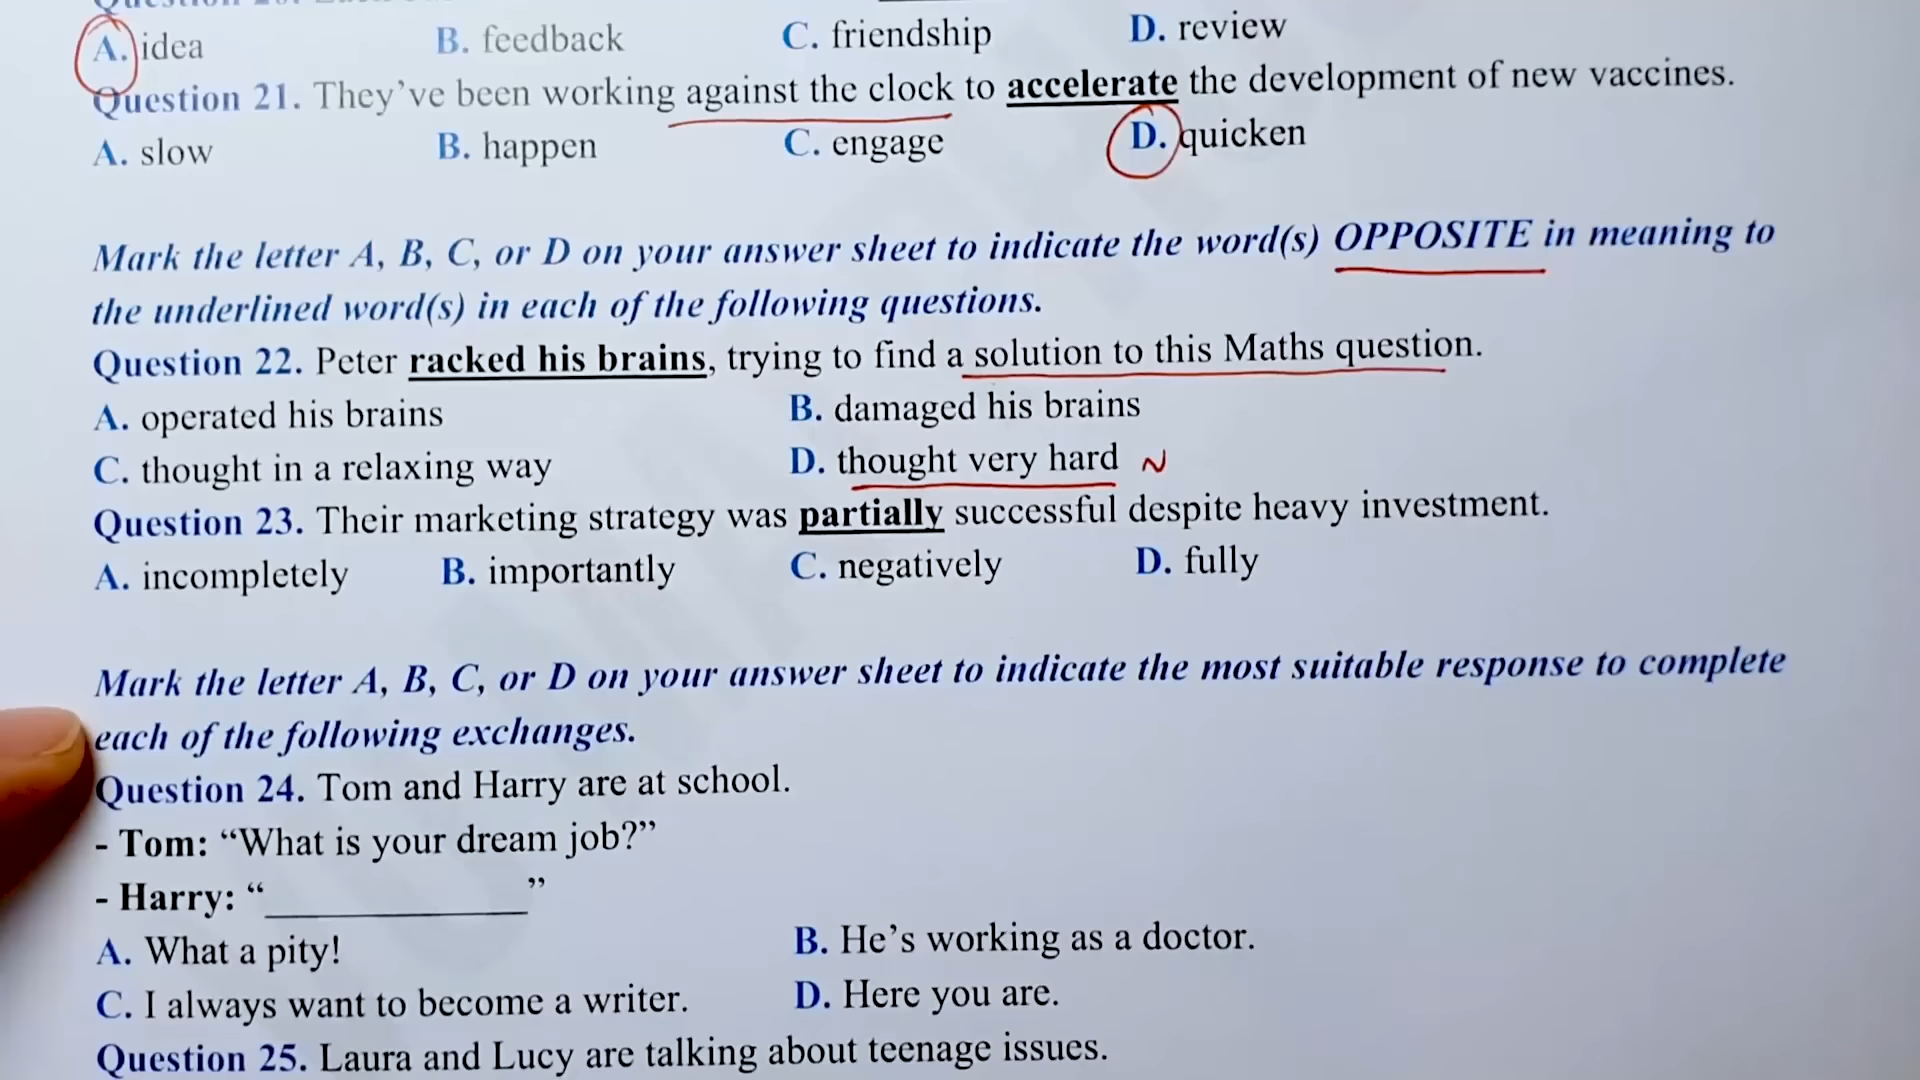 A. idea B. feedback C. friendship D. review
Question 21. They’ve been working against the clock to accelerate the development of new vaccines.
A. slow B. happen C. engage D. quicken
Mark the letter A, B, C, or D on your answer sheet to indicate the word(s) OPPOSITE in meaning to
the underlined word(s) in each of the following questions.
Question 22. Peter racked his brains, trying to find a solution to this Maths question.
A. operated his brains B. damaged his brains
C. thought in a relaxing way D. thought very hard
Question 23. Their marketing strategy was partially successful despite heavy investment.
A. incompletely B. importantly C. negatively D. fully
Mark the letter A, B, C, or D on your answer sheet to indicate the most suitable response to complete
each of the following exchanges.
Question 24. Tom and Harry are at school.
- Tom: “What is your dream job?”
- Harry: “______________”
A. What a pity! B. He’s working as a doctor.
C. I always want to become a writer. D. Here you are.
Question 25. Laura and Lucy are talking about teenage issues.